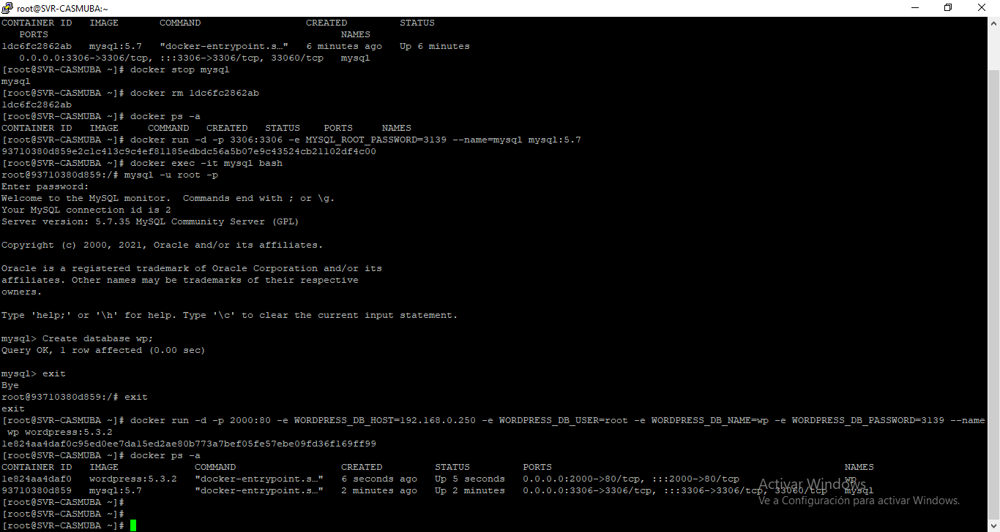 root@SVR-CASMUBA:~
CONTAINER ID   IMAGE       COMMAND                  CREATED         STATUS
   PORTS                                                  NAMES
1dc6fc2862ab   mysql:5.7   "docker-entrypoint.s…"   6 minutes ago   Up 6 minutes
   0.0.0.0:3306->3306/tcp, :::3306->3306/tcp, 33060/tcp   mysql
[root@SVR-CASMUBA ~]# docker stop mysql
mysql
[root@SVR-CASMUBA ~]# docker rm 1dc6fc2862ab
1dc6fc2862ab
[root@SVR-CASMUBA ~]# docker ps -a
CONTAINER ID   IMAGE     COMMAND   CREATED   STATUS    PORTS     NAMES
[root@SVR-CASMUBA ~]# docker run -d -p 3306:3306 -e MYSQL_ROOT_PASSWORD=3139 --name=mysql mysql:5.7
93710380d859e2c1c413c9c4ef81185edbdc56a5b07e9c43524cb21102df4c00
[root@SVR-CASMUBA ~]# docker exec -it mysql bash
root@93710380d859:/# mysql -u root -p
Enter password:
Welcome to the MySQL monitor.  Commands end with ; or \g.
Your MySQL connection id is 2
Server version: 5.7.35 MySQL Community Server (GPL)
Copyright (c) 2000, 2021, Oracle and/or its affiliates.
Oracle is a registered trademark of Oracle Corporation and/or its
affiliates. Other names may be trademarks of their respective
owners.
Type 'help;' or '\h' for help. Type '\c' to clear the current input statement.
mysql> Create database wp;
Query OK, 1 row affected (0.00 sec)
mysql> exit
Bye
root@93710380d859:/# exit
exit
[root@SVR-CASMUBA ~]# docker run -d -p 2000:80 -e WORDPRESS_DB_HOST=192.168.0.250 -e WORDPRESS_DB_USER=root -e WORDPRESS_DB_NAME=wp -e WORDPRESS_DB_PASSWORD=3139 --name
 wp wordpress:5.3.2
1e824aa4daf0c95ed0ee7da15ed2ae80b773a7bef05fe57ebe09fd36f169ff99
[root@SVR-CASMUBA ~]# docker ps -a
CONTAINER ID   IMAGE             COMMAND                  CREATED         STATUS         PORTS                                                  NAMES
1e824aa4daf0   wordpress:5.3.2   "docker-entrypoint.s…"   6 seconds ago   Up 5 seconds   0.0.0.0:2000->80/tcp, :::2000->80/tcp                  wp
93710380d859   mysql:5.7         "docker-entrypoint.s…"   2 minutes ago   Up 2 minutes   0.0.0.0:3306->3306/tcp, :::3306->3306/tcp, 33060/tcp   mysql
[root@SVR-CASMUBA ~]#
[root@SVR-CASMUBA ~]#
[root@SVR-CASMUBA ~]#
Activar Windows
Ve a Configuración para activar Windows.